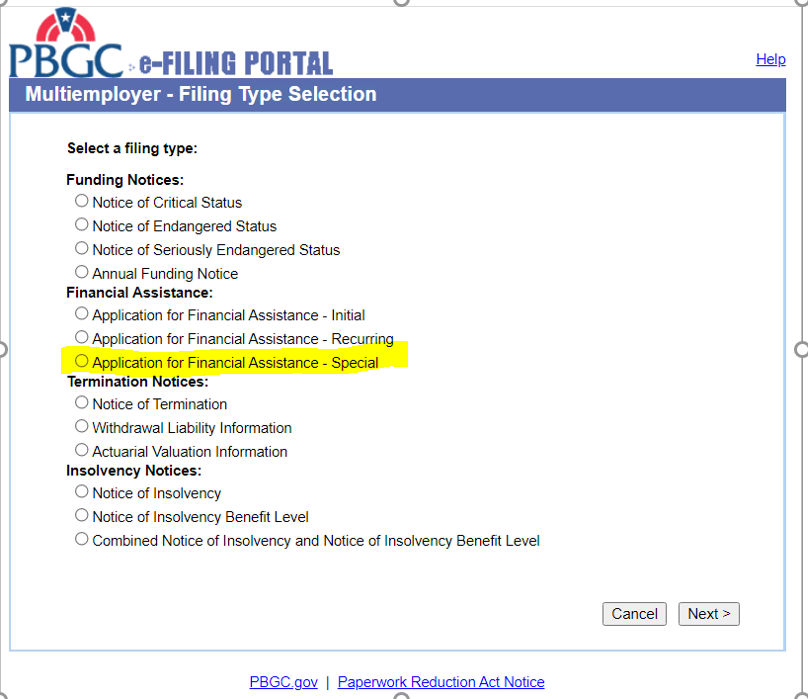 PBGC e-FILING PORTAL
Help
Multiemployer - Filing Type Selection
Select a filing type:
Funding Notices:
Notice of Critical Status
Notice of Endangered Status
Notice of Seriously Endangered Status
Annual Funding Notice
Financial Assistance:
Application for Financial Assistance - Initial
Application for Financial Assistance - Recurring
Application for Financial Assistance - Special
Termination Notices:
Notice of Termination
Withdrawal Liability Information
Actuarial Valuation Information
Insolvency Notices:
Notice of Insolvency
Notice of Insolvency Benefit Level
Combined Notice of Insolvency and Notice of Insolvency Benefit Level
Cancel Next >
PBGC.gov | Paperwork Reduction Act Notice